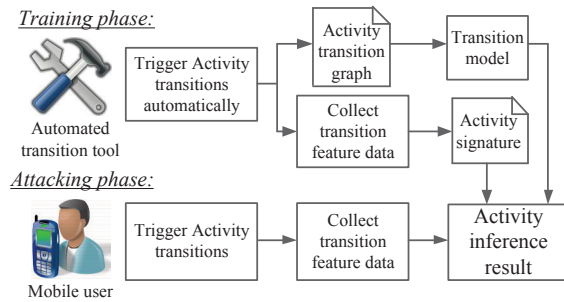 Training phase:
Automated
transition tool
Trigger Activity
transitions
automatically
Activity
transition
graph
Transition
model
Collect
transition
feature data
Activity
signature
Attacking phase:
Mobile user
Trigger Activity
transitions
Collect
transition
feature data
Activity
inference
result